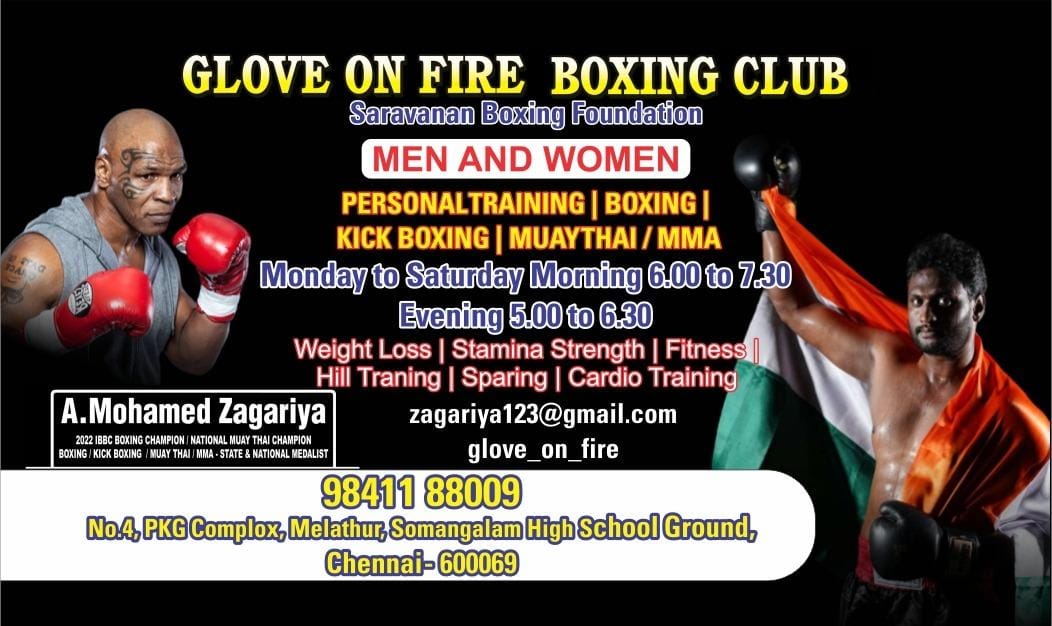 GLOVE ON FIRE BOXING CLUB
Saravanan Boxing Foundation
MEN AND WOMEN
PERSONALTRAINING | BOXING |
KICK BOXING | MUAYTHAI / MMA
Monday to Saturday Morning 6.00 to 7.30
Evening 5.00 to 6.30
Weight Loss | Stamina Strength | Fitness |
Hill Traning | Sparing | Cardio Training
A.Mohamed Zagariya
2022 IBBC BOXING CHAMPION / NATIONAL MUAY THAI CHAMPION
BOXING / KICK BOXING / MUAY THAI / MMA - STATE & NATIONAL MEDALIST
zagariya123@gmail.com
glove_on_fire
98411 88009
No.4, PKG Complox, Melathur, Somangalam High School Ground,
Chennai - 600069